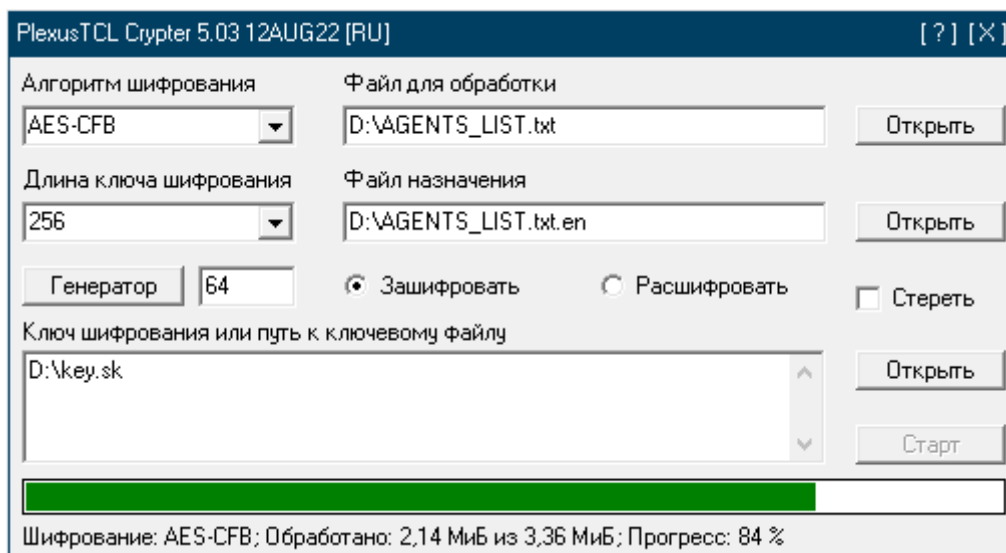 PlexusTCL Crypter 5.03 12AUG22 [RU] [ ? ] [X]
Алгоритм шифрования Файл для обработки
AES-CFB D:\AGENTS_LIST.txt Открыть
Длина ключа шифрования Файл назначения
256 D:\AGENTS_LIST.txt.en Открыть
Генератор 64 Зашифровать Расшифровать Стереть
Ключ шифрования или путь к ключевому файлу
D:\key.sk Открыть
Старт
Шифрование: AES-CFB; Обработано: 2,14 МиБ из 3,36 МиБ; Прогресс: 84 %